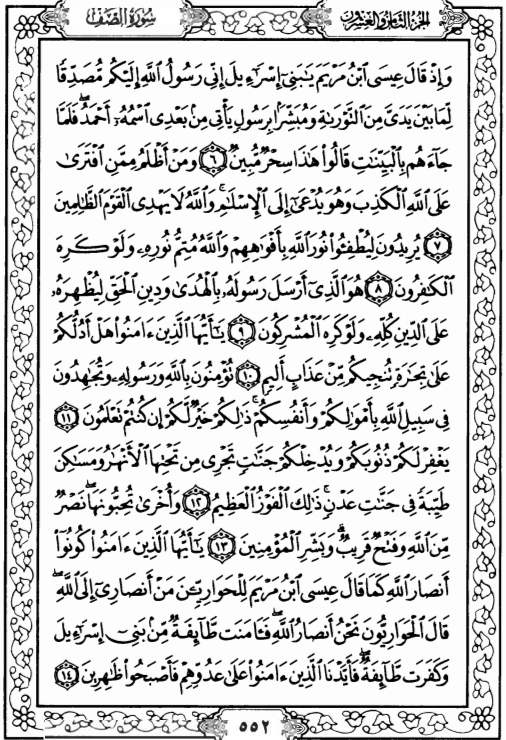 الجزء الثامن والعشرون
سورة الصف
وَإِذْ قَالَ عِيسَى ٱبْنُ مَرْيَمَ يَٰبَنِىٓ إِسْرَٰٓءِيلَ إِنِّى رَسُولُ ٱللَّهِ إِلَيْكُم مُّصَدِّقًا
لِّمَا بَيْنَ يَدَىَّ مِنَ ٱلتَّوْرَىٰةِ وَمُبَشِّرًۢا بِرَسُولٍ يَأْتِى مِنۢ بَعْدِى ٱسْمُهُۥٓ أَحْمَدُ ۖ فَلَمَّا
جَآءَهُم بِٱلْبَيِّنَٰتِ قَالُوا۟ هَٰذَا سِحْرٌ مُّبِينٌ ٦ وَمَنْ أَظْلَمُ مِمَّنِ ٱفْتَرَىٰ
عَلَى ٱللَّهِ ٱلْكَذِبَ وَهُوَ يُدْعَىٰٓ إِلَى ٱلْإِسْلَٰمِ ۚ وَٱللَّهُ لَا يَهْدِى ٱلْقَوْمَ ٱلظَّٰلِمِينَ
٧ يُرِيدُونَ لِيُطْفِـُٔوا۟ نُورَ ٱللَّهِ بِأَفْوَٰهِهِمْ وَٱللَّهُ مُتِمُّ نُورِهِۦ وَلَوْ كَرِهَ
ٱلْكَٰفِرُونَ ٨ هُوَ ٱلَّذِىٓ أَرْسَلَ رَسُولَهُۥ بِٱلْهُدَىٰ وَدِينِ ٱلْحَقِّ لِيُظْهِرَهُۥ
عَلَى ٱلدِّينِ كُلِّهِۦ وَلَوْ كَرِهَ ٱلْمُشْرِكُونَ ٩ يَٰٓأَيُّهَا ٱلَّذِينَ ءَامَنُوا۟ هَلْ أَدُلُّكُمْ
عَلَىٰ تِجَٰرَةٍ تُنجِيكُم مِّنْ عَذَابٍ أَلِيمٍ ١٠ تُؤْمِنُونَ بِٱللَّهِ وَرَسُولِهِۦ وَتُجَٰهِدُونَ
فِى سَبِيلِ ٱللَّهِ بِأَمْوَٰلِكُمْ وَأَنفُسِكُمْ ۚ ذَٰلِكُمْ خَيْرٌ لَّكُمْ إِن كُنتُمْ تَعْلَمُونَ ١١
يَغْفِرْ لَكُمْ ذُنُوبَكُمْ وَيُدْخِلْكُمْ جَنَّٰتٍ تَجْرِى مِن تَحْتِهَا ٱلْأَنْهَٰرُ وَمَسَٰكِنَ
طَيِّبَةً فِى جَنَّٰتِ عَدْنٍ ۚ ذَٰلِكَ ٱلْفَوْزُ ٱلْعَظِيمُ ١٢ وَأُخْرَىٰ تُحِبُّونَهَا ۖ نَصْرٌ
مِّنَ ٱللَّهِ وَفَتْحٌ قَرِيبٌ ۗ وَبَشِّرِ ٱلْمُؤْمِنِينَ ١٣ يَٰٓأَيُّهَا ٱلَّذِينَ ءَامَنُوا۟ كُونُوٓا۟
أَنصَارَ ٱللَّهِ كَمَا قَالَ عِيسَى ٱبْنُ مَرْيَمَ لِلْحَوَارِيِّـۧنَ مَنْ أَنصَارِىٓ إِلَى ٱللَّهِ ۖ
قَالَ ٱلْحَوَارِيُّونَ نَحْنُ أَنصَارُ ٱللَّهِ ۖ فَـَٔامَنَت طَّآئِفَةٌ مِّنۢ بَنِىٓ إِسْرَٰٓءِيلَ
وَكَفَرَت طَّآئِفَةٌ ۖ فَأَيَّدْنَا ٱلَّذِينَ ءَامَنُوا۟ عَلَىٰ عَدُوِّهِمْ فَأَصْبَحُوا۟ ظَٰهِرِينَ ١٤
٥٥٢